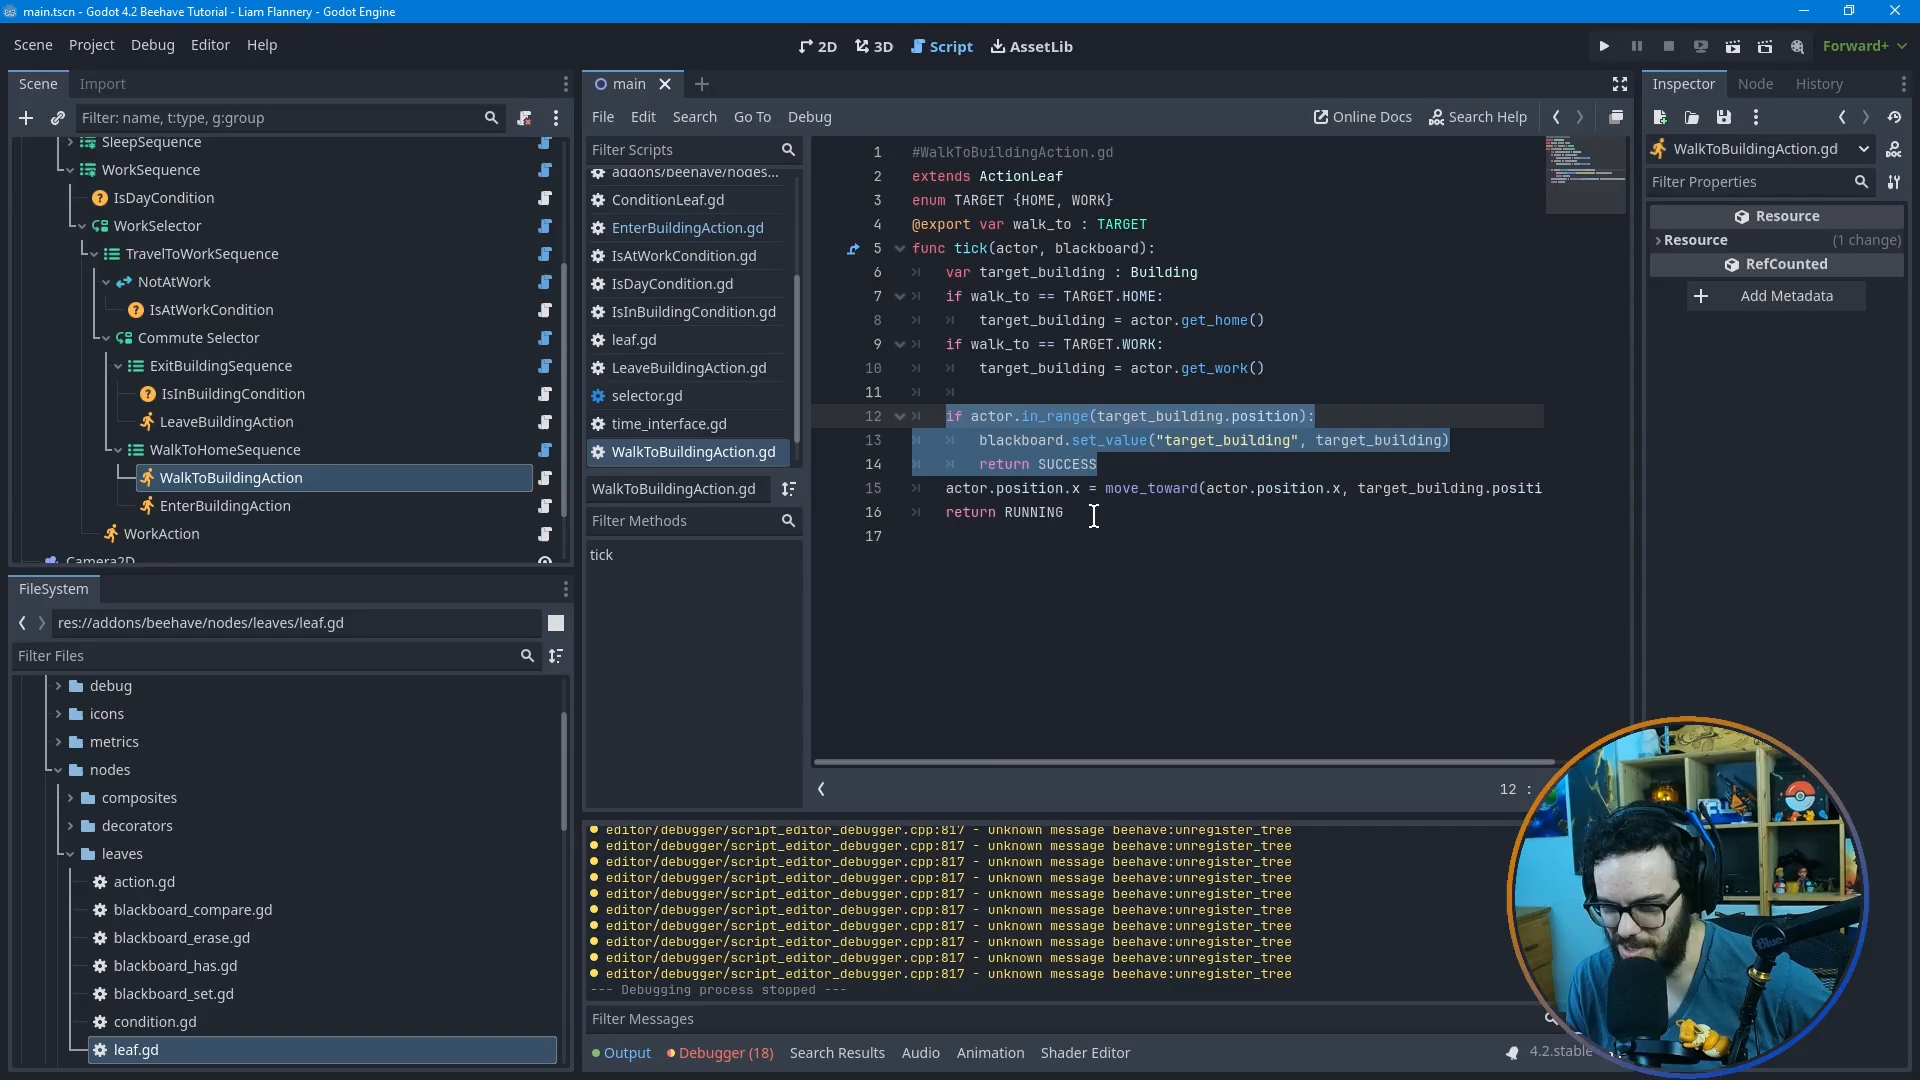 main.tscn - Godot 4.2 Beehave Tutorial - Liam Flannery - Godot Engine
Scene Project Debug Editor Help
2D 3D Script AssetLib
Forward+
Scene Import
Filter: name, t:type, g:group
SleepSequence
WorkSequence
IsDayCondition
WorkSelector
TravelToWorkSequence
NotAtWork
IsAtWorkCondition
Commute Selector
ExitBuildingSequence
IsInBuildingCondition
LeaveBuildingAction
WalkToHomeSequence
WalkToBuildingAction
EnterBuildingAction
WorkAction
Camera2D
FileSystem
res://addons/beehave/nodes/leaves/leaf.gd
Filter Files
debug
icons
metrics
nodes
composites
decorators
leaves
action.gd
blackboard_compare.gd
blackboard_erase.gd
blackboard_has.gd
blackboard_set.gd
condition.gd
leaf.gd
main
File Edit Search Go To Debug
Online Docs Search Help
Filter Scripts
addons/beehave/nodes...
ConditionLeaf.gd
EnterBuildingAction.gd
IsAtWorkCondition.gd
IsDayCondition.gd
IsInBuildingCondition.gd
leaf.gd
LeaveBuildingAction.gd
selector.gd
time_interface.gd
WalkToBuildingAction.gd
WalkToBuildingAction.gd
Filter Methods
tick
1 #WalkToBuildingAction.gd
2 extends ActionLeaf
3 enum TARGET {HOME, WORK}
4 @export var walk_to : TARGET
5 func tick(actor, blackboard):
6 var target_building : Building
7 if walk_to == TARGET.HOME:
8 target_building = actor.get_home()
9 if walk_to == TARGET.WORK:
10 target_building = actor.get_work()
11
12 if actor.in_range(target_building.position):
13 blackboard.set_value("target_building", target_building)
14 return SUCCESS
15 actor.position.x = move_toward(actor.position.x, target_building.positi
16 return RUNNING
17
12 :
editor/debugger/script_editor_debugger.cpp:817 - unknown message beehave:unregister_tree
editor/debugger/script_editor_debugger.cpp:817 - unknown message beehave:unregister_tree
editor/debugger/script_editor_debugger.cpp:817 - unknown message beehave:unregister_tree
editor/debugger/script_editor_debugger.cpp:817 - unknown message beehave:unregister_tree
editor/debugger/script_editor_debugger.cpp:817 - unknown message beehave:unregister_tree
editor/debugger/script_editor_debugger.cpp:817 - unknown message beehave:unregister_tree
editor/debugger/script_editor_debugger.cpp:817 - unknown message beehave:unregister_tree
editor/debugger/script_editor_debugger.cpp:817 - unknown message beehave:unregister_tree
editor/debugger/script_editor_debugger.cpp:817 - unknown message beehave:unregister_tree
editor/debugger/script_editor_debugger.cpp:817 - unknown message beehave:unregister_tree
--- Debugging process stopped ---
Filter Messages
Output Debugger (18) Search Results Audio Animation Shader Editor
4.2.stable
Inspector Node History
WalkToBuildingAction.gd
Filter Properties
Resource
Resource (1 change)
RefCounted
Add Metadata
Blue